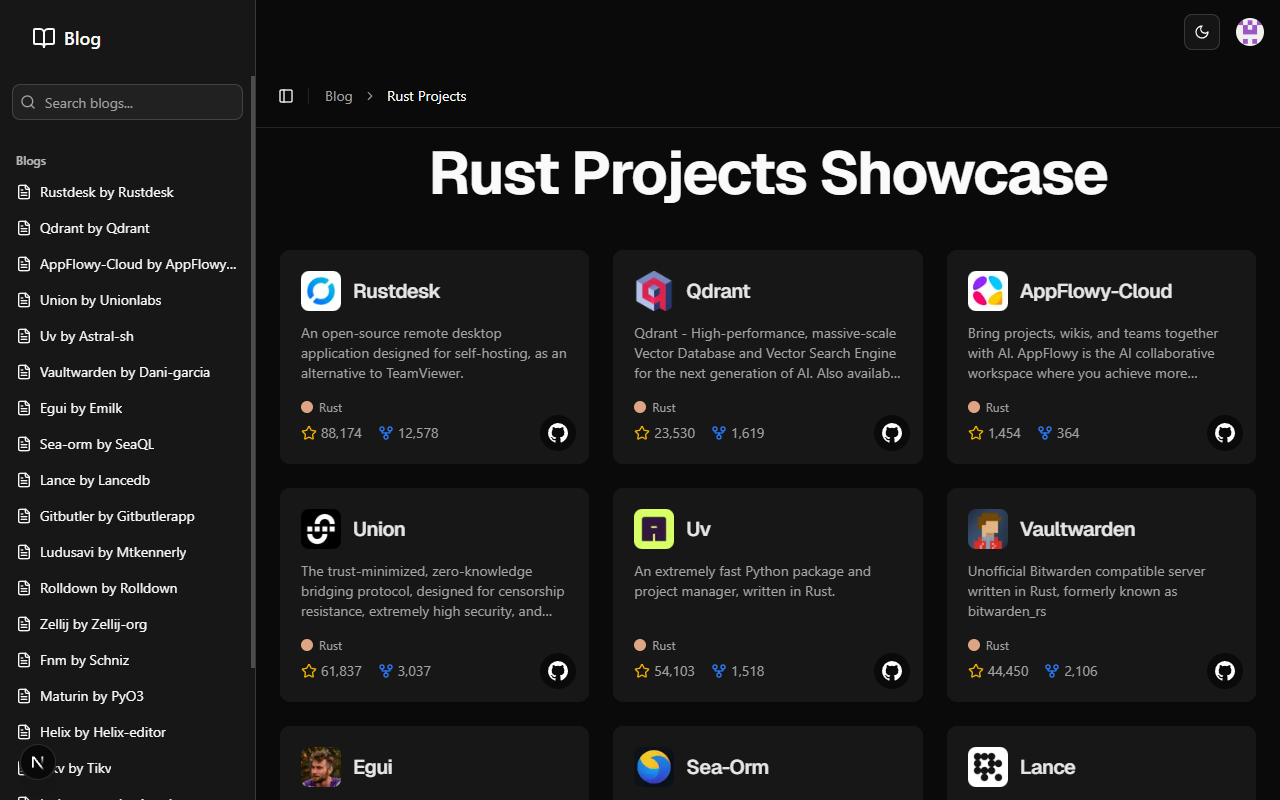 Blog
Search blogs...
Blogs
Rustdesk by Rustdesk
Qdrant by Qdrant
AppFlowy-Cloud by AppFlowy...
Union by Unionlabs
Uv by Astral-sh
Vaultwarden by Dani-garcia
Egui by Emilk
Sea-orm by SeaQL
Lance by Lancedb
Gitbutler by Gitbutlerapp
Ludusavi by Mtkennerly
Rolldown by Rolldown
Zellij by Zellij-org
Fnm by Schniz
Maturin by PyO3
Helix by Helix-editor
N
by Tikv
Blog > Rust Projects
Rust Projects Showcase
Rustdesk
An open-source remote desktop
application designed for self-hosting, as an
alternative to TeamViewer.
Rust
88,174 12,578
Qdrant
Qdrant - High-performance, massive-scale
Vector Database and Vector Search Engine
for the next generation of AI. Also availab...
Rust
23,530 1,619
AppFlowy-Cloud
Bring projects, wikis, and teams together
with AI. AppFlowy is the AI collaborative
workspace where you achieve more...
Rust
1,454 364
Union
The trust-minimized, zero-knowledge
bridging protocol, designed for censorship
resistance, extremely high security, and...
Rust
61,837 3,037
Uv
An extremely fast Python package and
project manager, written in Rust.
Rust
54,103 1,518
Vaultwarden
Unofficial Bitwarden compatible server
written in Rust, formerly known as
bitwarden_rs
Rust
44,450 2,106
Egui
Sea-Orm
Lance